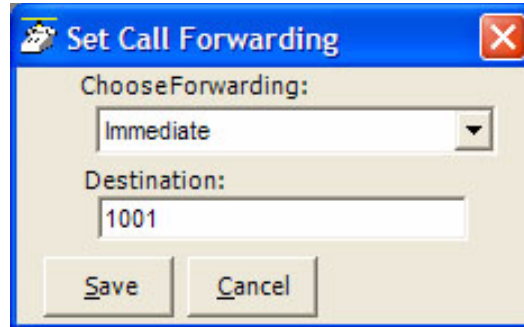 Set Call Forwarding
ChooseForwarding:
Immediate
Destination:
1001
Save Cancel